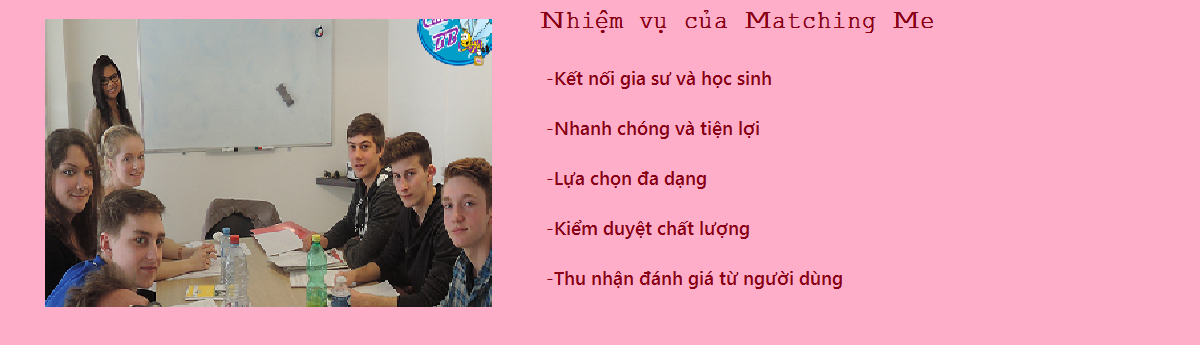 Nhiệm vụ của Matching Me
-Kết nối gia sư và học sinh
-Nhanh chóng và tiện lợi
-Lựa chọn đa dạng
-Kiểm duyệt chất lượng
-Thu nhận đánh giá từ người dùng